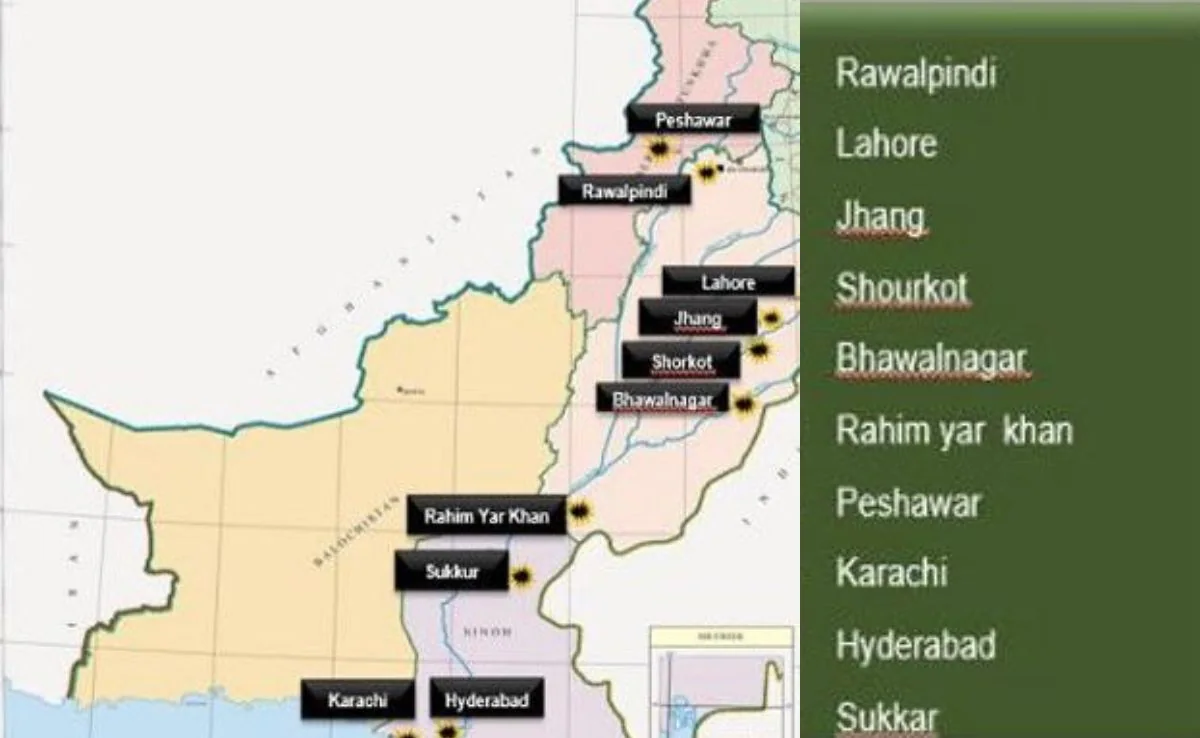 Peshawar
Rawalpindi
Lahore
Jhang
Shorkot
Bhawalnagar
Rahim Yar Khan
Sukkur
Karachi
Hyderabad
AFGHANISTAN
IRAN
BALOCHISTAN
SINDH
Rawalpindi
Lahore
Jhang
Shourkot
Bhawalnagar
Rahim yar khan
Peshawar
Karachi
Hyderabad
Sukkar